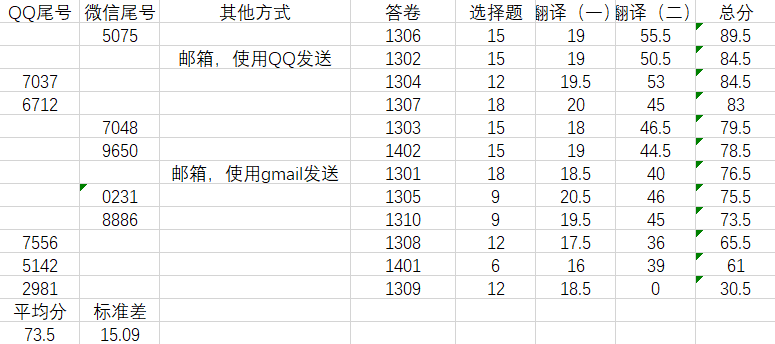 QQ尾号 微信尾号 其他方式 答卷 选择题 翻译（一） 翻译（二） 总分
5075 1306 15 19 55.5 89.5
邮箱，使用QQ发送 1302 15 19 50.5 84.5
7037 1304 12 19.5 53 84.5
6712 1307 18 20 45 83
7048 1303 15 18 46.5 79.5
9650 1402 15 19 44.5 78.5
邮箱，使用gmail发送 1301 18 18.5 40 76.5
0231 1305 9 20.5 46 75.5
8886 1310 9 19.5 45 73.5
7556 1308 12 17.5 36 65.5
5142 1401 6 16 39 61
2981 1309 12 18.5 0 30.5
平均分 标准差
73.5 15.09